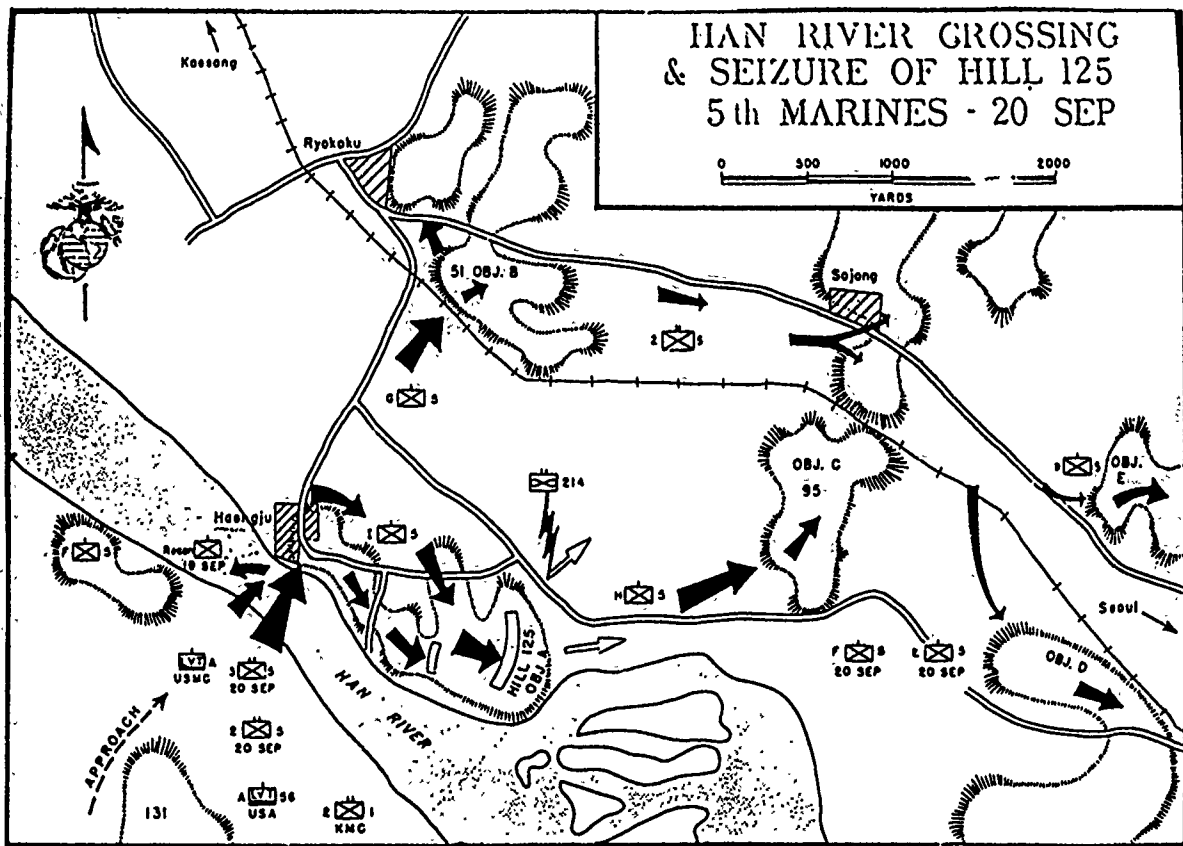 HAN RIVER CROSSING
& SEIZURE OF HILL 125
5th MARINES - 20 SEP
0 500 1000 2000
YARDS
Kaesong
Ryokoku
51 OBJ. B
Sojong
2 5
G 5
OBJ. C
95
D 5
OBJ.
E
214
Haengju
I 5
F 5
Recon
19 SEP
H 5
Seoul
HILL 125
OBJ. A
F 5
20 SEP
E 5
20 SEP
OBJ. D
LVT A
USMC
3 5
20 SEP
HAN RIVER
APPROACH
2 5
20 SEP
131
A LVT 56
USA
2 1
KMC